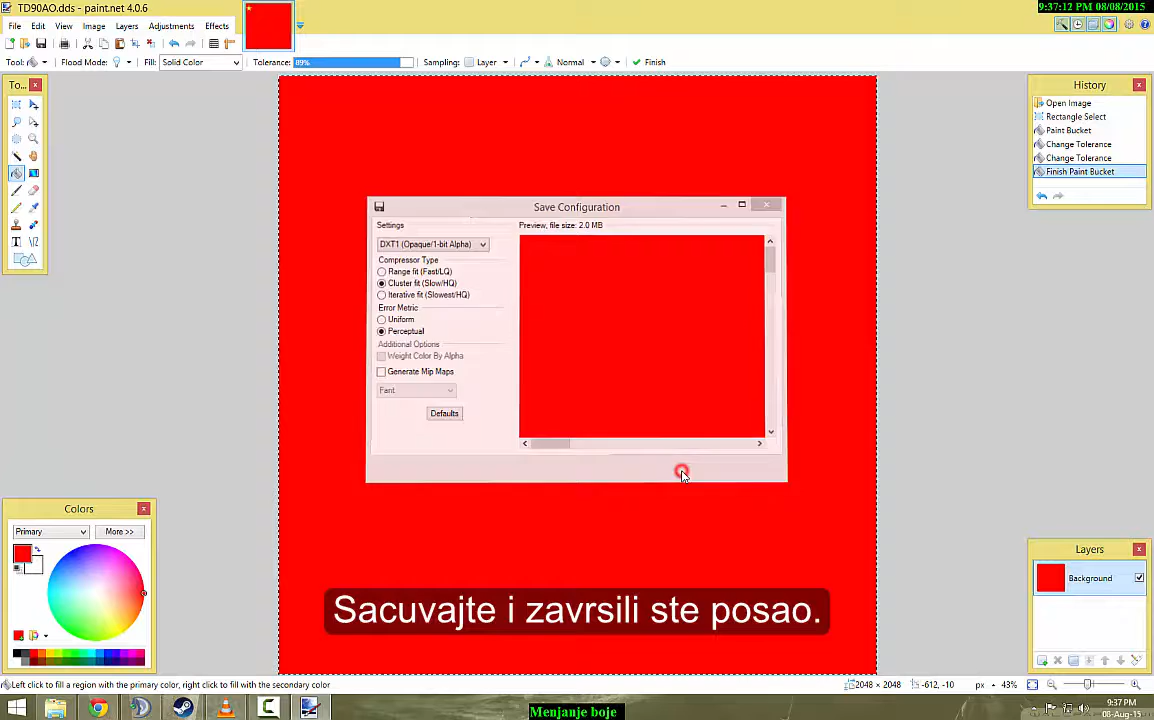 TD90AO.dds - paint.net 4.0.6
9:37:12 PM 08/08/2015
File Edit View Image Layers Adjustments Effects
Tool: Flood Mode: Fill: Solid Color Tolerance: 89% Sampling: Layer Normal Finish
To...
History
Open Image
Rectangle Select
Paint Bucket
Change Tolerance
Change Tolerance
Finish Paint Bucket
Save Configuration
Settings
Preview, file size: 2.0 MB
DXT1 (Opaque/1-bit Alpha)
Compressor Type
Range fit (Fast/LQ)
Cluster fit (Slow/HQ)
Iterative fit (Slowest/HQ)
Error Metric
Uniform
Perceptual
Additional Options
Weight Color By Alpha
Generate Mip Maps
Fant
Defaults
Colors
Primary More >>
Layers
Background
Sacuvajte i zavrsili ste posao.
Left click to fill a region with the primary color, right click to fill with the secondary color
2048 × 2048 -612, -10 px 43%
Menjanje boje
9:37 PM
08-Aug-15